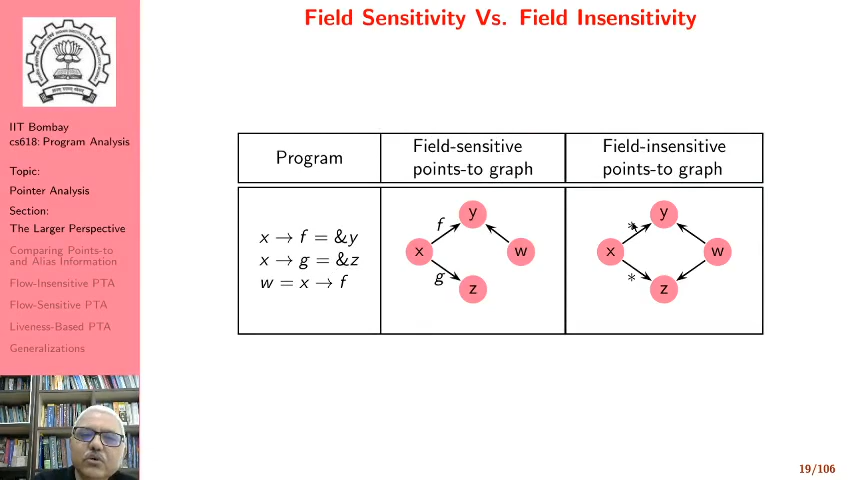 Field Sensitivity Vs. Field Insensitivity
IIT Bombay
cs618: Program Analysis
Topic:
Pointer Analysis
Section:
The Larger Perspective
Comparing Points-to
and Alias Information
Flow-Insensitive PTA
Flow-Sensitive PTA
Liveness-Based PTA
Generalizations
Program
Field-sensitive
points-to graph
Field-insensitive
points-to graph
x → f = &y
x → g = &z
w = x → f
y
f
x
w
g
z
y
*
x
w
*
z
19/106